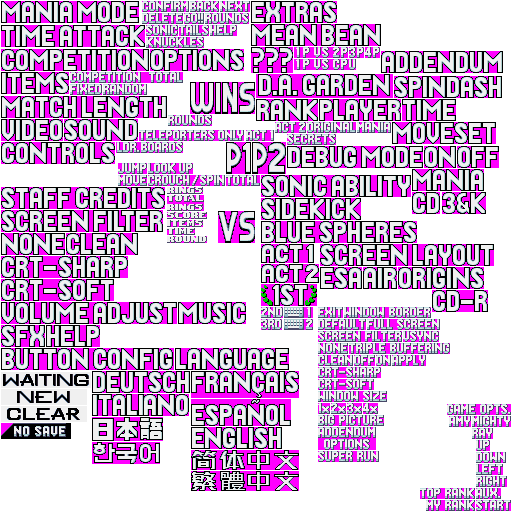 MANIA MODE
CONFIRM BACK NEXT
DELETE GO! ROUNDS
EXTRAS
TIME ATTACK
SONIC TAILS HELP
KNUCKLES
MEAN BEAN
COMPETITION OPTIONS
???
1P VS 2P 3P 4P
1P VS CPU
ADDENDUM
ITEMS
COMPETITION TOTAL
FIXED RANDOM
WINS
D.A. GARDEN
SPINDASH
MATCH LENGTH
RANK PLAYER TIME
VIDEO SOUND
ROUNDS
TELEPORTERS ONLY ACT 1
ACT 2 ORIGINAL MANIA
SECRETS
MOVESET
CONTROLS
LDR. BOARDS
P1 P2
DEBUG MODE ON OFF
JUMP LOOK UP
MOVE CROUCH / SPIN TOTAL
SONIC ABILITY
MANIA
STAFF CREDITS
RINGS
TOTAL
RINGS
SCORE
ITEMS
TIME
ROUND
SIDEKICK
CD 3&K
SCREEN FILTER
VS
BLUE SPHERES
NONE CLEAN
ACT 1
SCREEN LAYOUT
CRT-SHARP
ACT 2
ESAAIR ORIGINS
CRT-SOFT
1ST
CD-R
VOLUME ADJUST MUSIC
2ND 1
3RD 2
EXIT WINDOW BORDER
DEFAULT FULL SCREEN
SFX HELP
SCREEN FILTER VSYNC
NONE TRIPLE BUFFERING
BUTTON CONFIG LANGUAGE
CLEAN OFF ON APPLY
CRT-SHARP
CRT-SOFT
WINDOW SIZE
WAITING
NEW
CLEAR
NO SAVE
DEUTSCH
FRANÇAIS
ITALIANO
ESPAÑOL
日本語
ENGLISH
한국어
简体中文
繁體中文
1× 2× 3× 4×
BIG PICTURE
ADDENDUM
OPTIONS
SUPER RUN
GAME OPTS.
AMY MIGHTY
RAY
UP
DOWN
LEFT
RIGHT
TOP RANK AUX.
MY RANK START